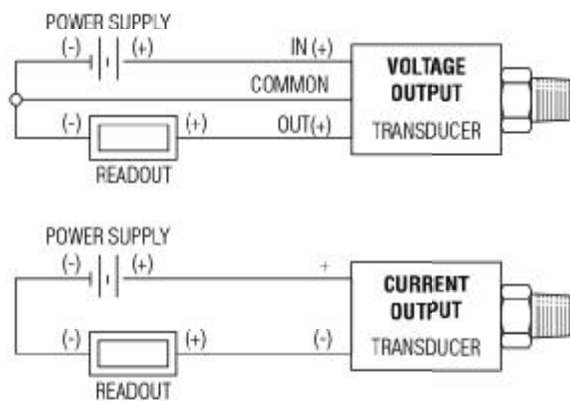 POWER SUPPLY
(-) (+) IN (+)
COMMON
(-) (+) OUT(+)
READOUT
VOLTAGE
OUTPUT
TRANSDUCER
POWER SUPPLY
(-) (+) +
(-) (+) (-)
READOUT
CURRENT
OUTPUT
TRANSDUCER